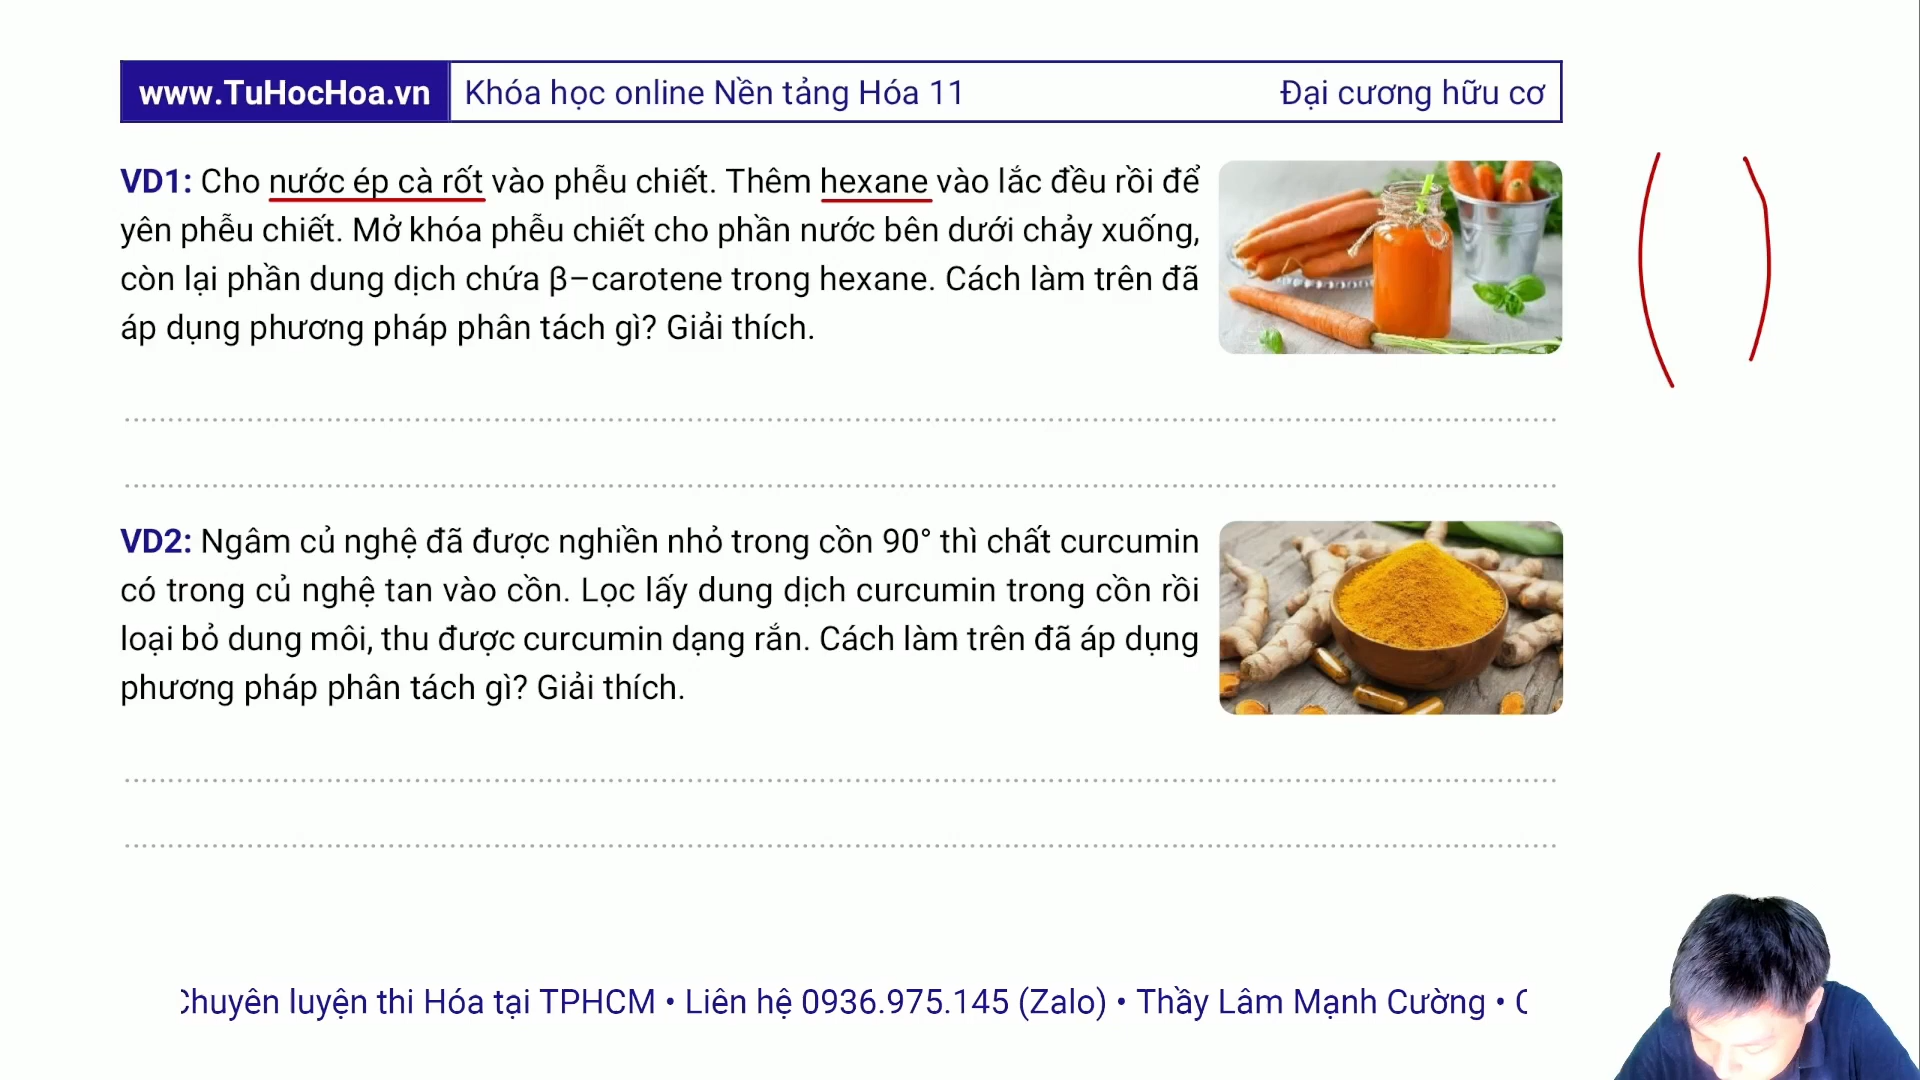 www.TuHocHoa.vn Khóa học online Nền tảng Hóa 11 Đại cương hữu cơ
VD1: Cho nước ép cà rốt vào phễu chiết. Thêm hexane vào lắc đều rồi để
yên phễu chiết. Mở khóa phễu chiết cho phần nước bên dưới chảy xuống,
còn lại phần dung dịch chứa β–carotene trong hexane. Cách làm trên đã
áp dụng phương pháp phân tách gì? Giải thích.
VD2: Ngâm củ nghệ đã được nghiền nhỏ trong cồn 90° thì chất curcumin
có trong củ nghệ tan vào cồn. Lọc lấy dung dịch curcumin trong cồn rồi
loại bỏ dung môi, thu được curcumin dạng rắn. Cách làm trên đã áp dụng
phương pháp phân tách gì? Giải thích.
Chuyên luyện thi Hóa tại TPHCM • Liên hệ 0936.975.145 (Zalo) • Thầy Lâm Mạnh Cường •